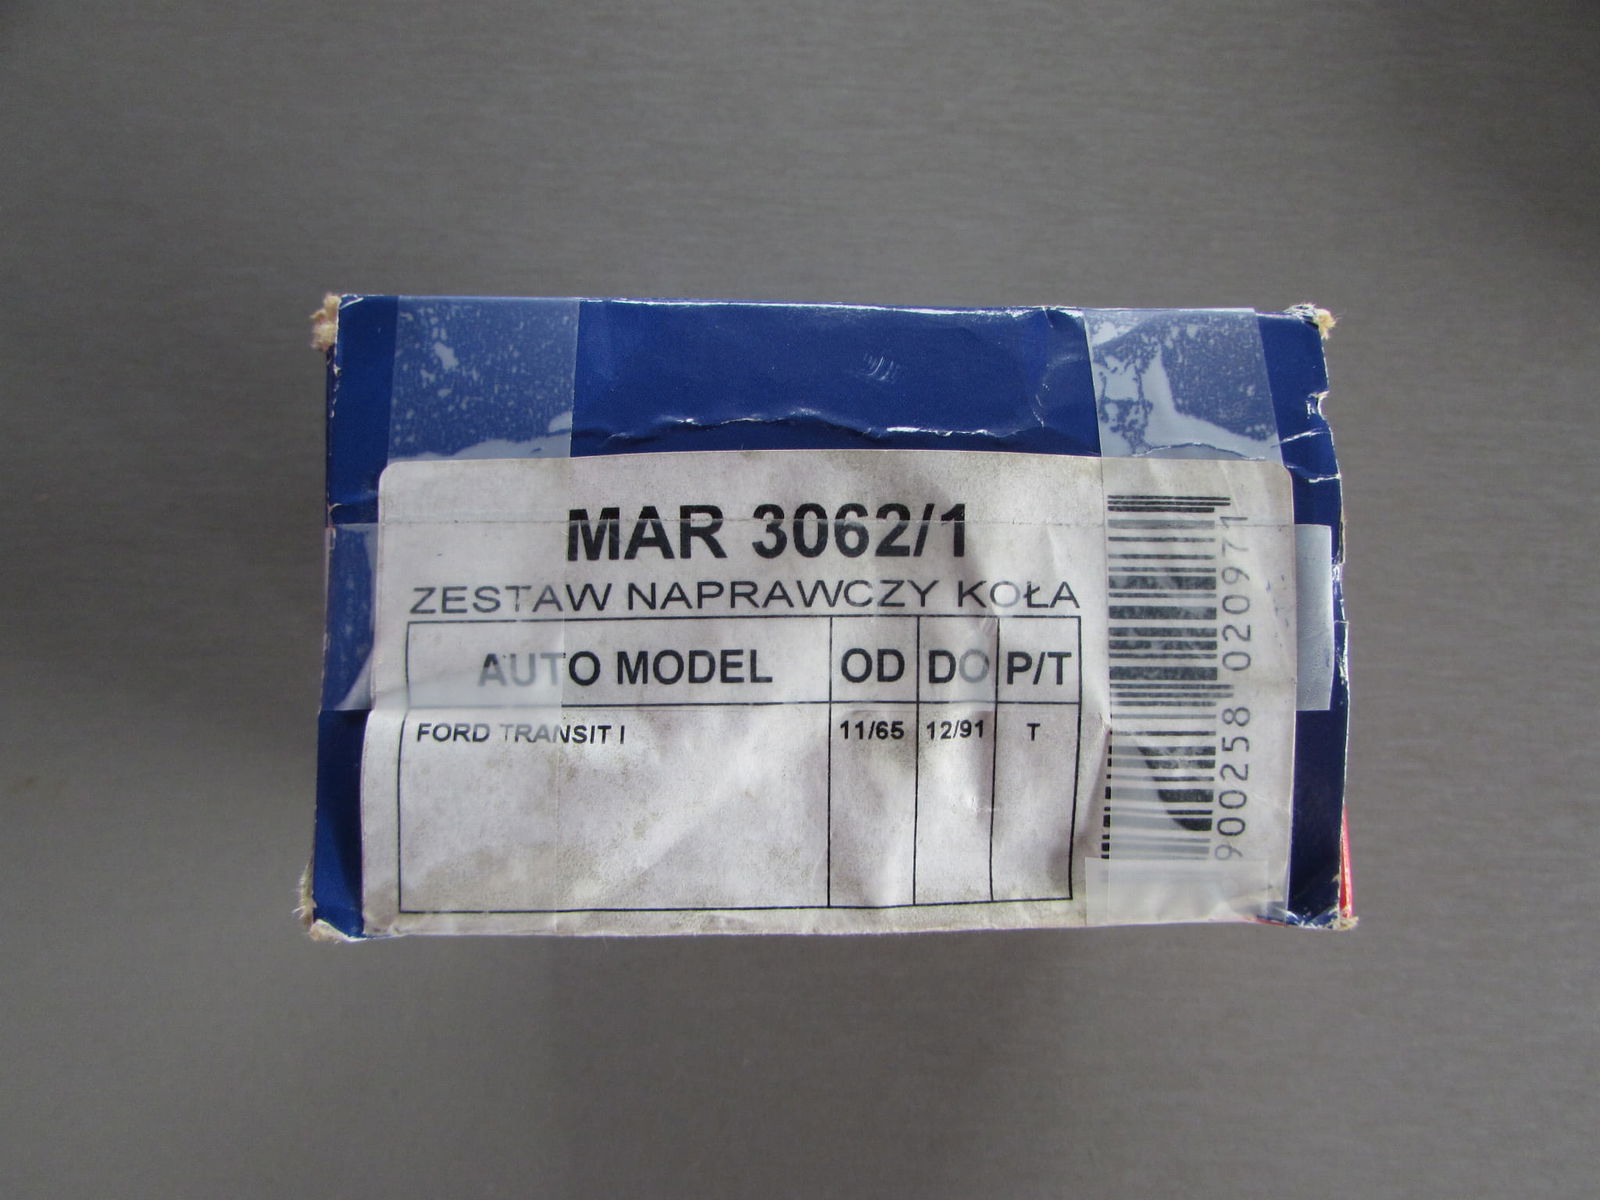 MAR 3062/1
ZESTAW NAPRAWCZY KOŁA
AUTO MODEL OD DO P/T
FORD TRANSIT I 11/65 12/91 T
900258 020971